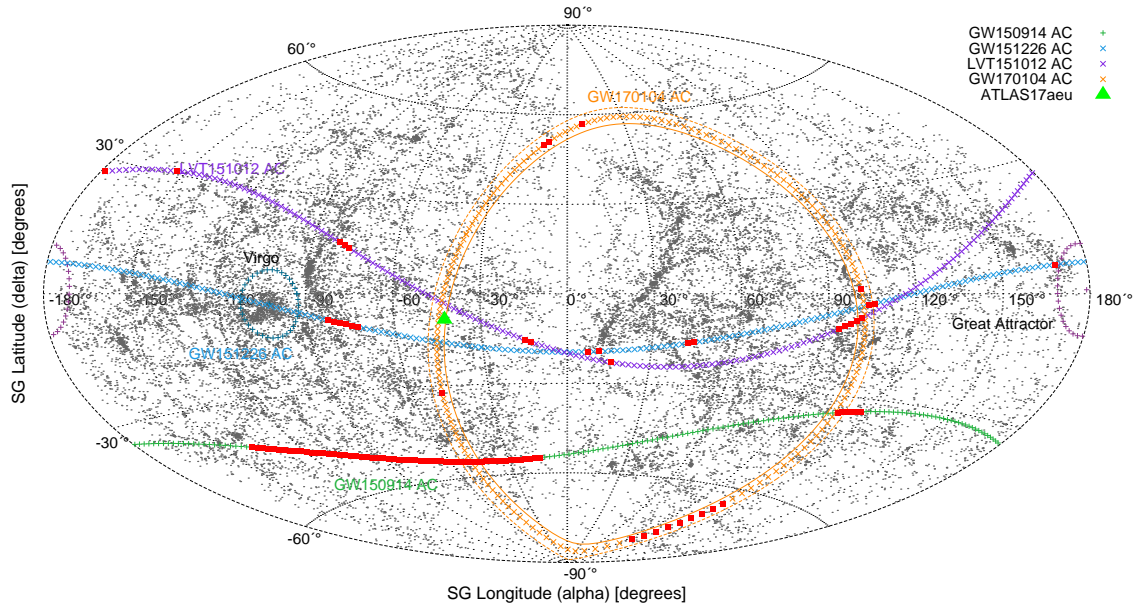 90´°
60´°
GW150914 AC
GW151226 AC
LVT151012 AC
GW170104 AC
ATLAS17aeu
GW170104 AC
30´°
LVT151012 AC
SG Latitude (delta) [degrees]
Virgo
-180´° -150´° -120´° -90´° -60´° -30´° 0´° 30´° 60´° 90´° 120´° 150´° 180´°
Great Attractor
GW151226 AC
-30´°
GW150914 AC
-60´°
-90´°
SG Longitude (alpha) [degrees]